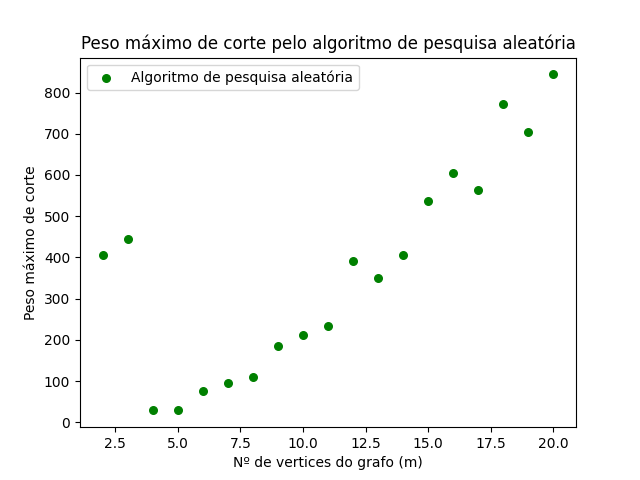 Peso máximo de corte pelo algoritmo de pesquisa aleatória
Algoritmo de pesquisa aleatória
Peso máximo de corte
800
700
600
500
400
300
200
100
0
2.5 5.0 7.5 10.0 12.5 15.0 17.5 20.0
Nº de vertices do grafo (m)